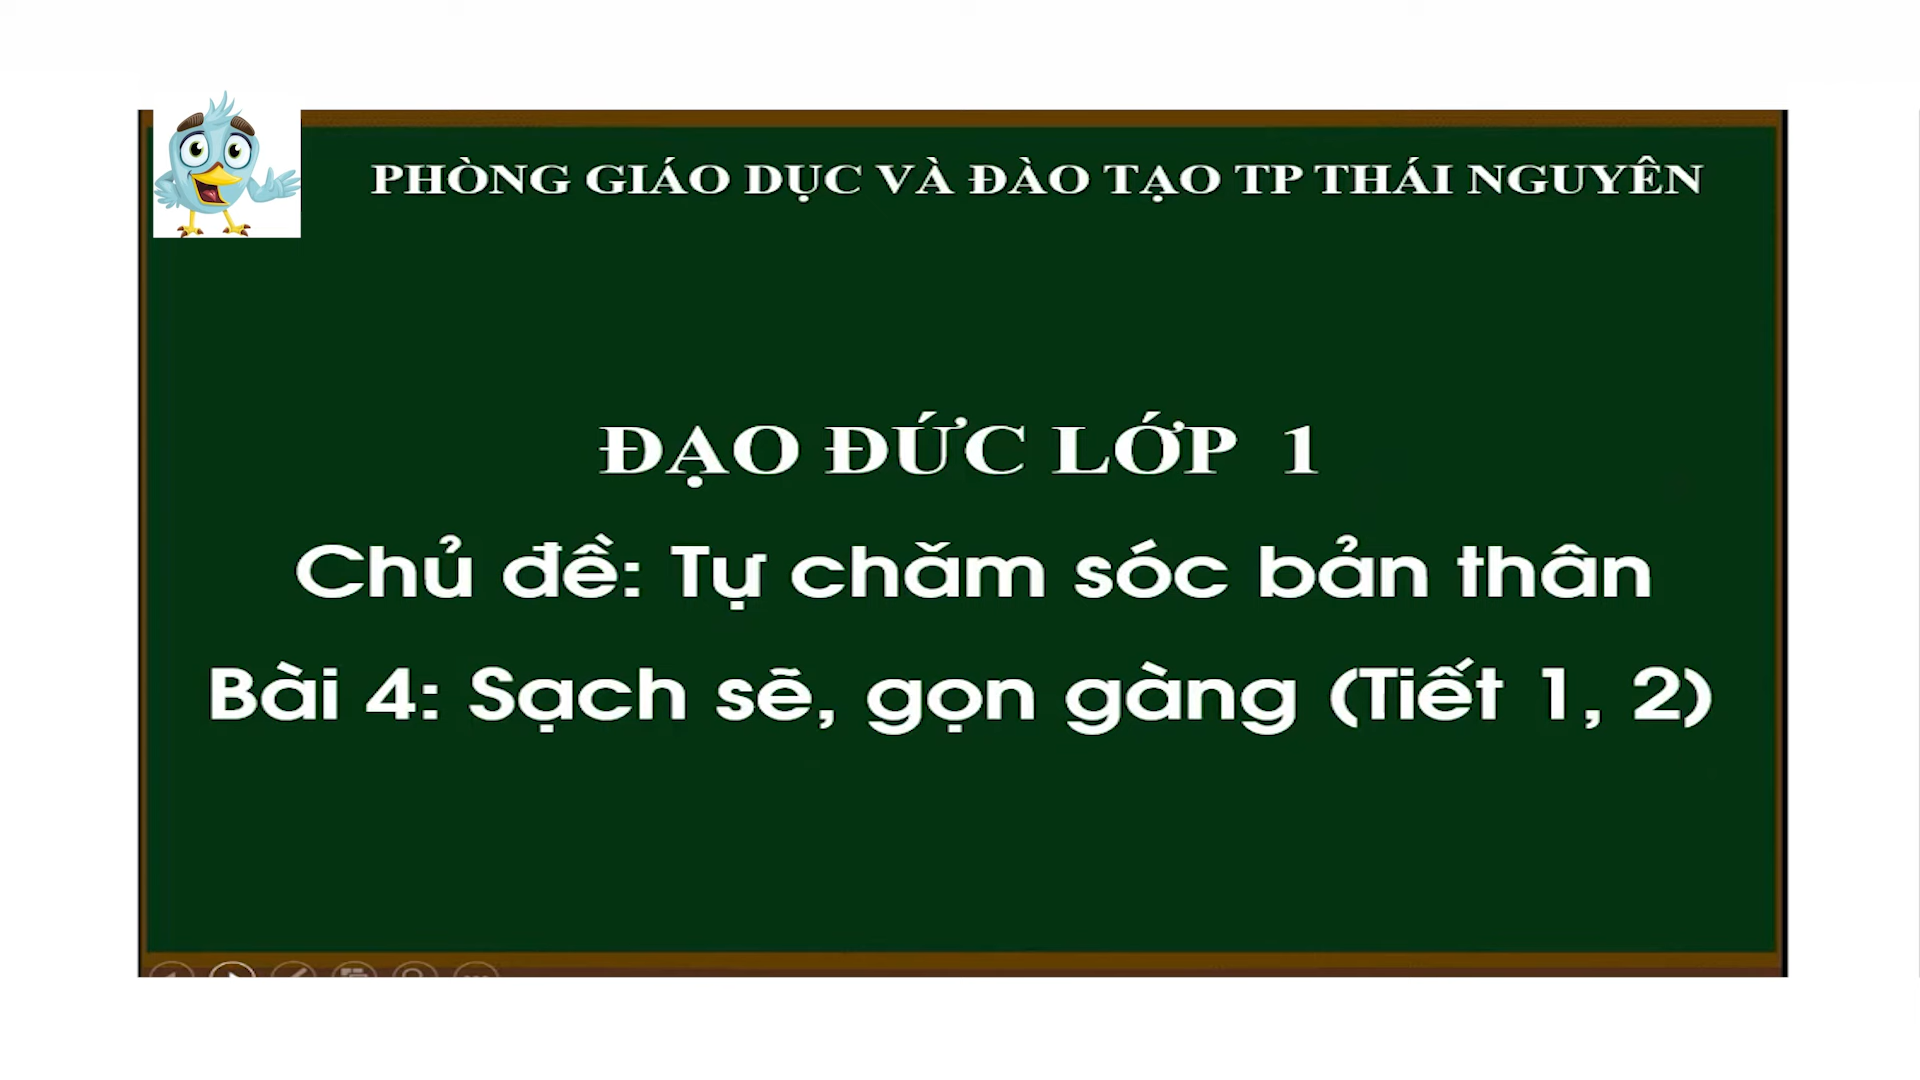 PHÒNG GIÁO DỤC VÀ ĐÀO TẠO TP THÁI NGUYÊN
ĐẠO ĐỨC LỚP 1
Chủ đề: Tự chăm sóc bản thân
Bài 4: Sạch sẽ, gọn gàng (Tiết 1, 2)